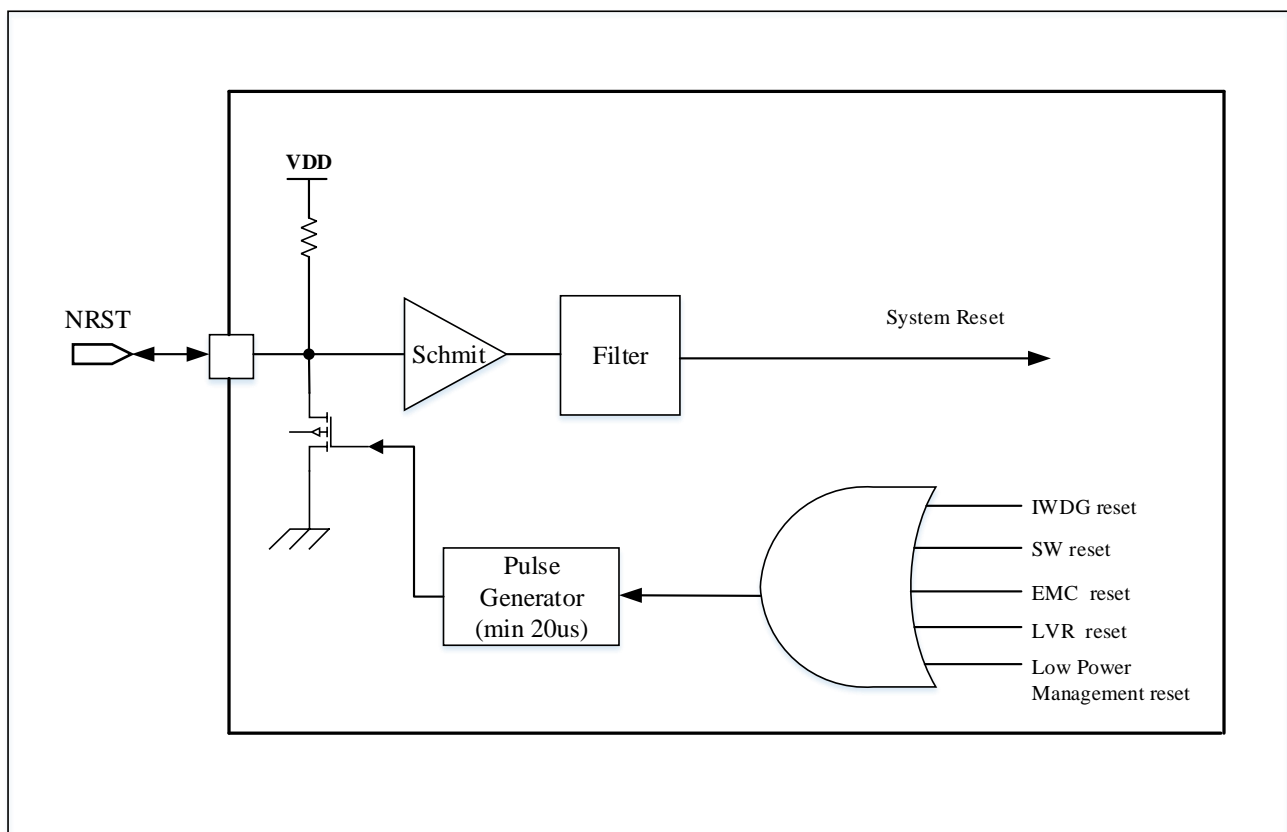 VDD
NRST
Schmit
Filter
System Reset
Pulse
Generator
(min 20us)
IWDG reset
SW reset
EMC reset
LVR reset
Low Power
Management reset